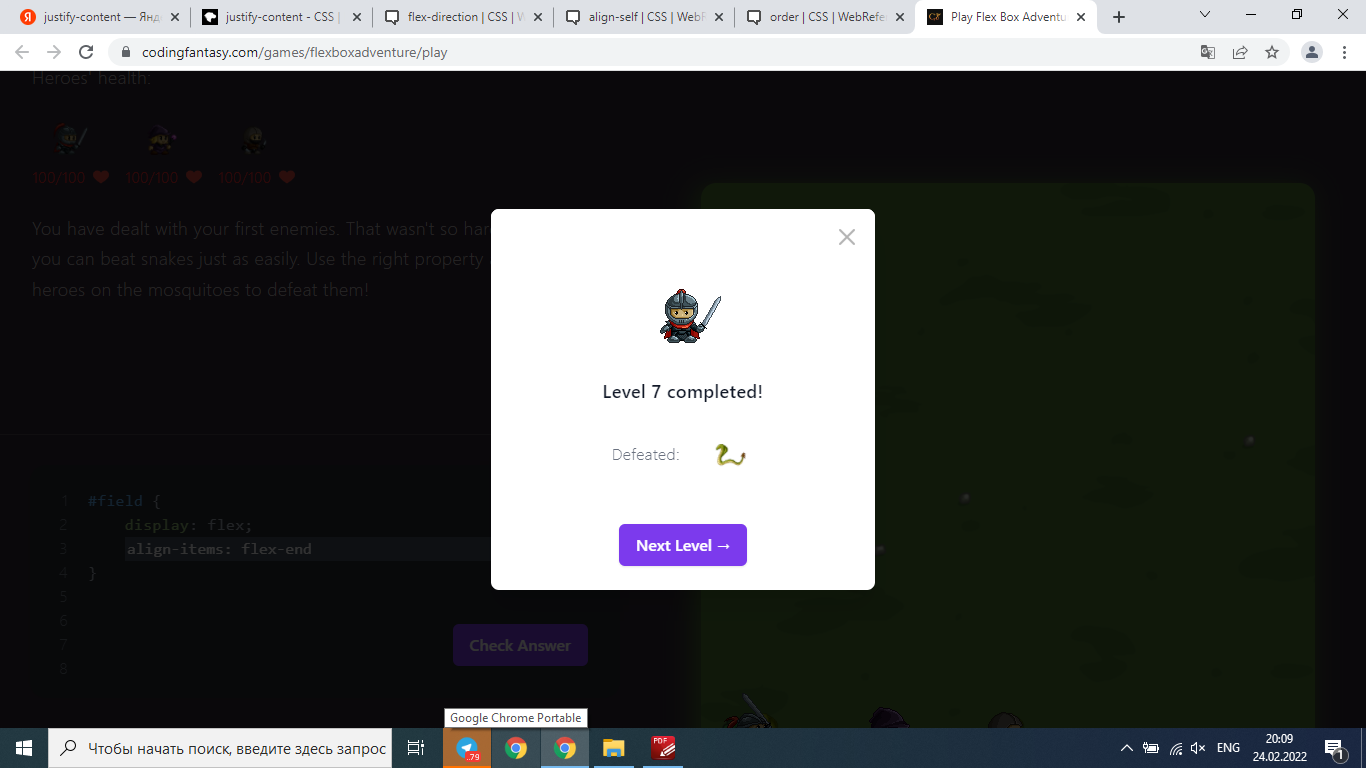 justify-content — Янд
justify-content - CSS |
flex-direction | CSS | W
align-self | CSS | WebR
order | CSS | WebRefe
Play Flex Box Adventu
codingfantasy.com/games/flexboxadventure/play
Heroes' health:
100/100 100/100 100/100
You have dealt with your first enemies. That wasn't so har
you can beat snakes just as easily. Use the right property
heroes on the mosquitoes to defeat them!
Level 7 completed!
Defeated:
Next Level →
1 #field {
2 display: flex;
3 align-items: flex-end
4 }
5
6
7
8
Check Answer
Google Chrome Portable
Чтобы начать поиск, введите здесь запрос
79
PDF
ENG
20:09
24.02.2022
1